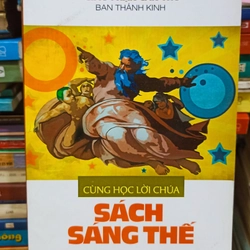 BAN THÁNH KINH
CÙNG HỌC LỜI CHÚA
SÁCH
SÁNG THẾ